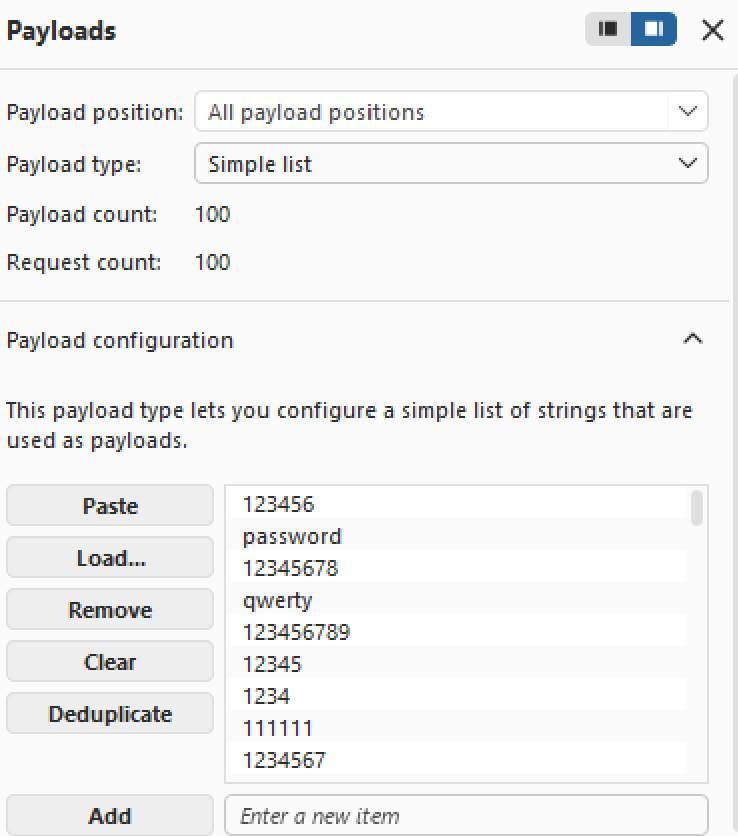 Payloads
Payload position: All payload positions
Payload type: Simple list
Payload count: 100
Request count: 100
Payload configuration
This payload type lets you configure a simple list of strings that are
used as payloads.
Paste
Load...
Remove
Clear
Deduplicate
123456
password
12345678
qwerty
123456789
12345
1234
111111
1234567
Add
Enter a new item